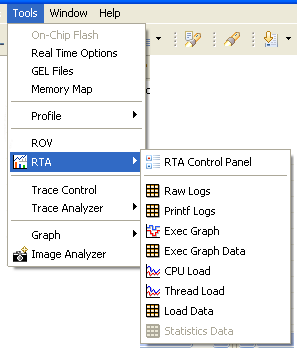 Tools Window Help
On-Chip Flash
Real Time Options
GEL Files
Memory Map
Profile
ROV
RTA
Trace Control
Trace Analyzer
Graph
Image Analyzer
RTA Control Panel
Raw Logs
Printf Logs
Exec Graph
Exec Graph Data
CPU Load
Thread Load
Load Data
Statistics Data